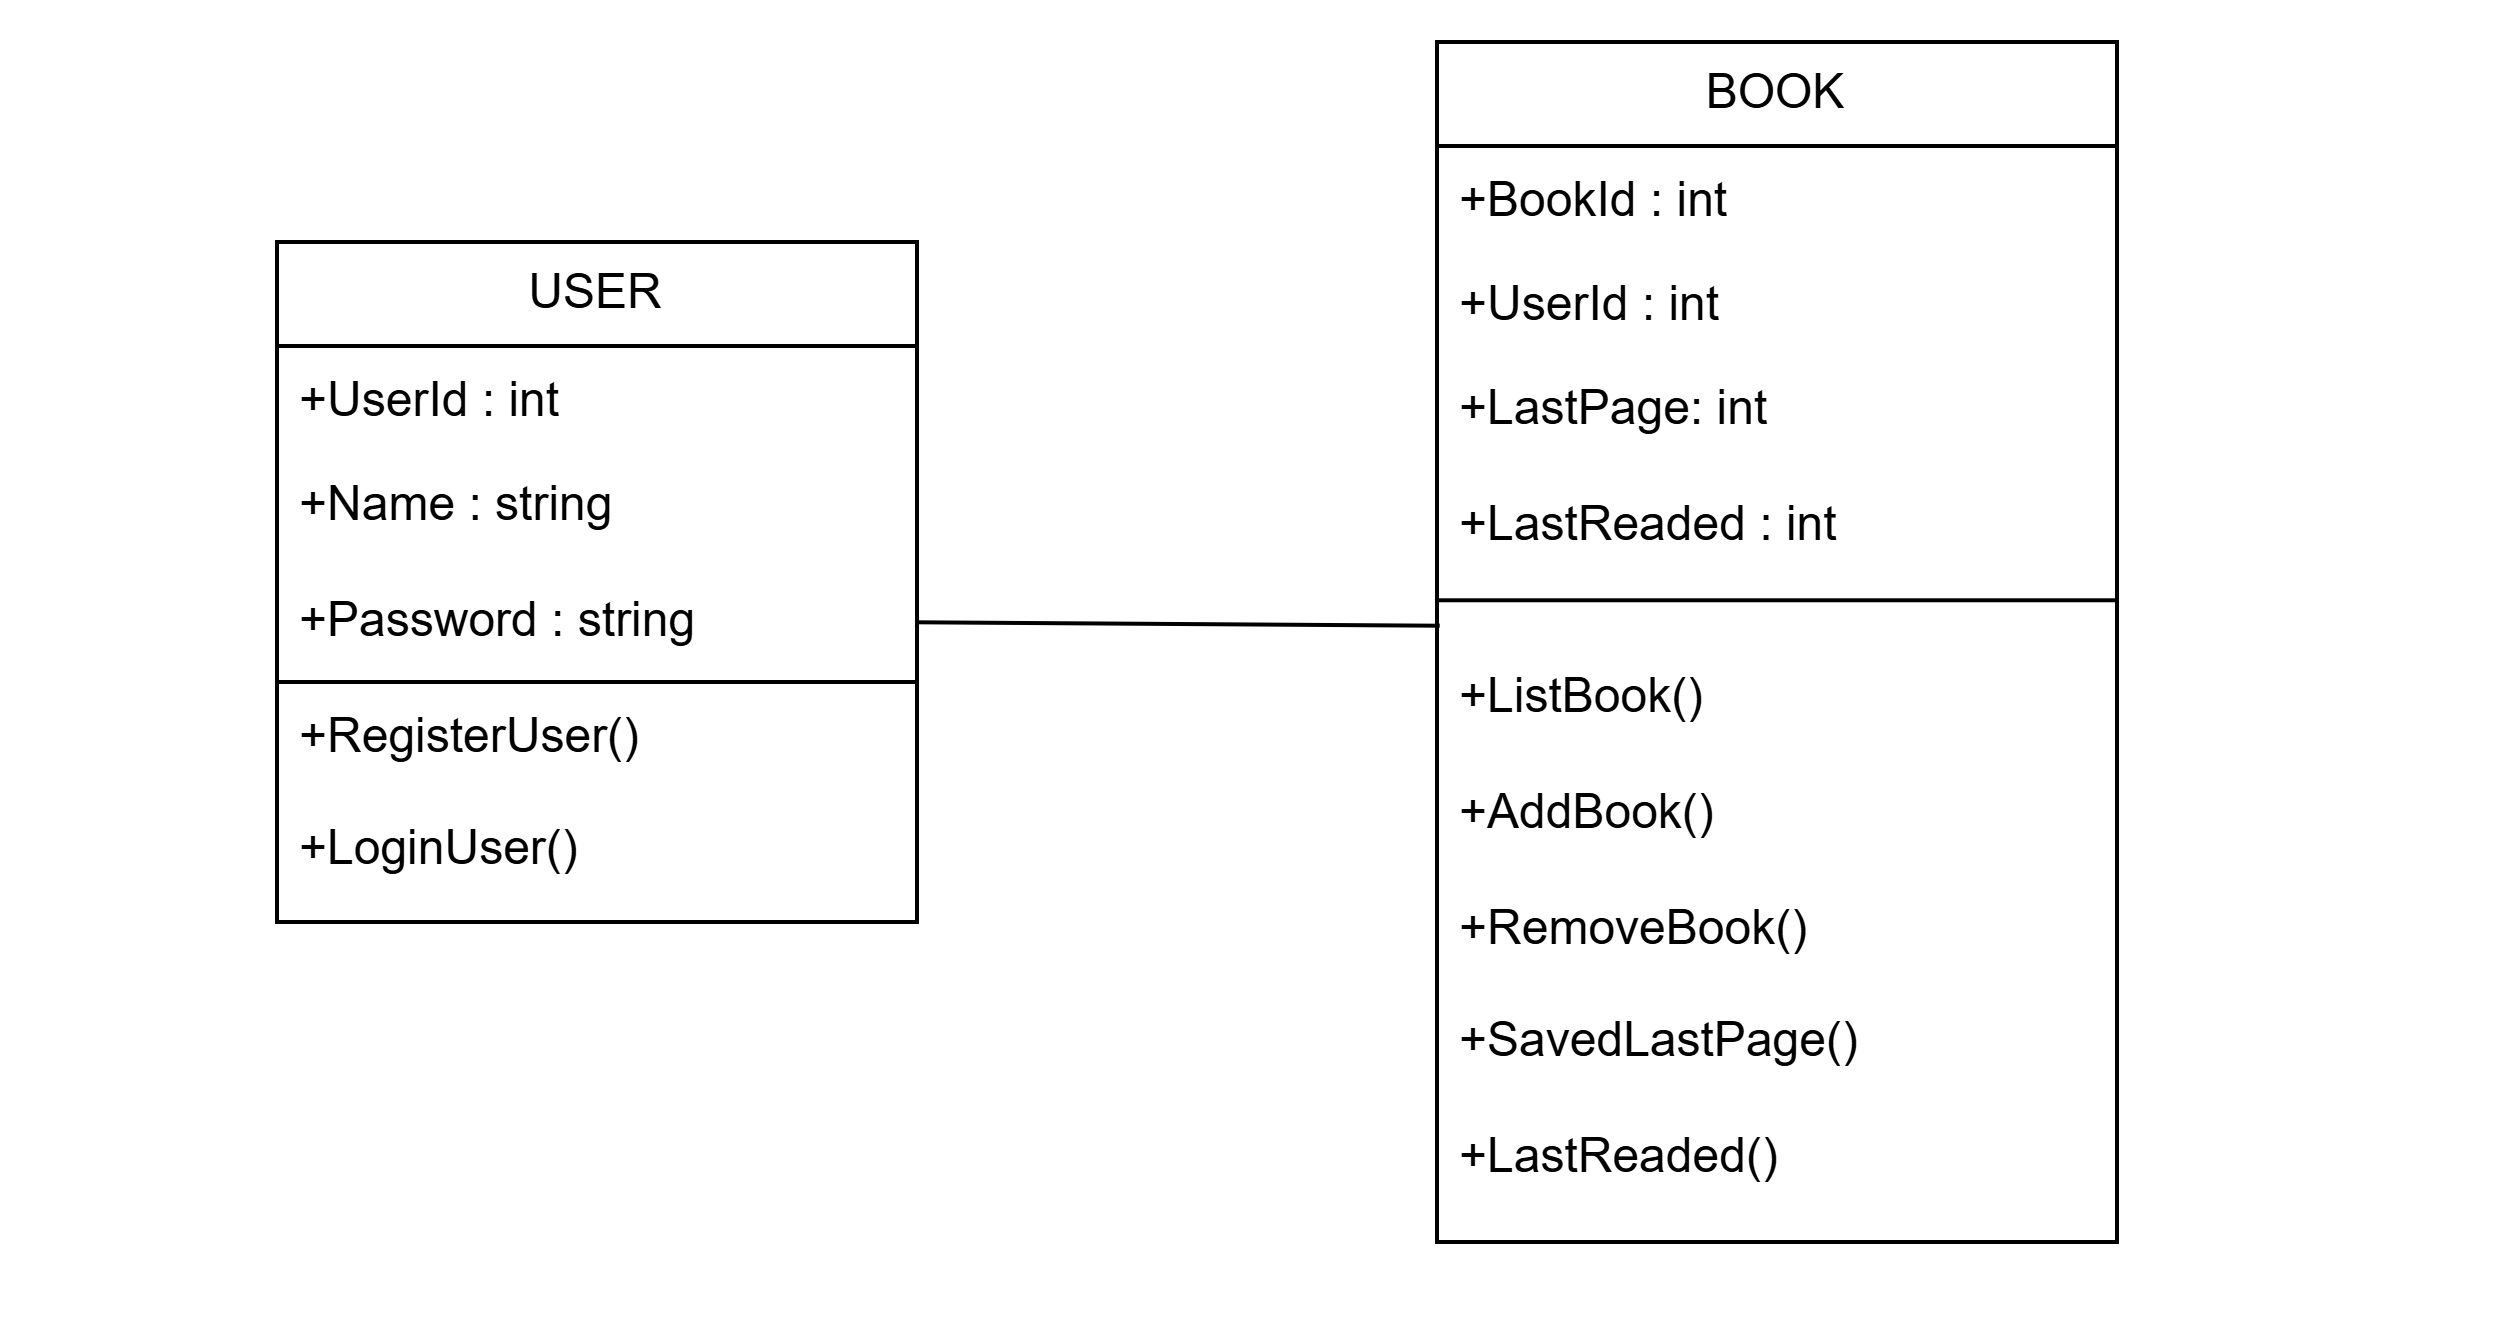 USER
+UserId : int
+Name : string
+Password : string
+RegisterUser()
+LoginUser()
BOOK
+BookId : int
+UserId : int
+LastPage: int
+LastReaded : int
+ListBook()
+AddBook()
+RemoveBook()
+SavedLastPage()
+LastReaded()